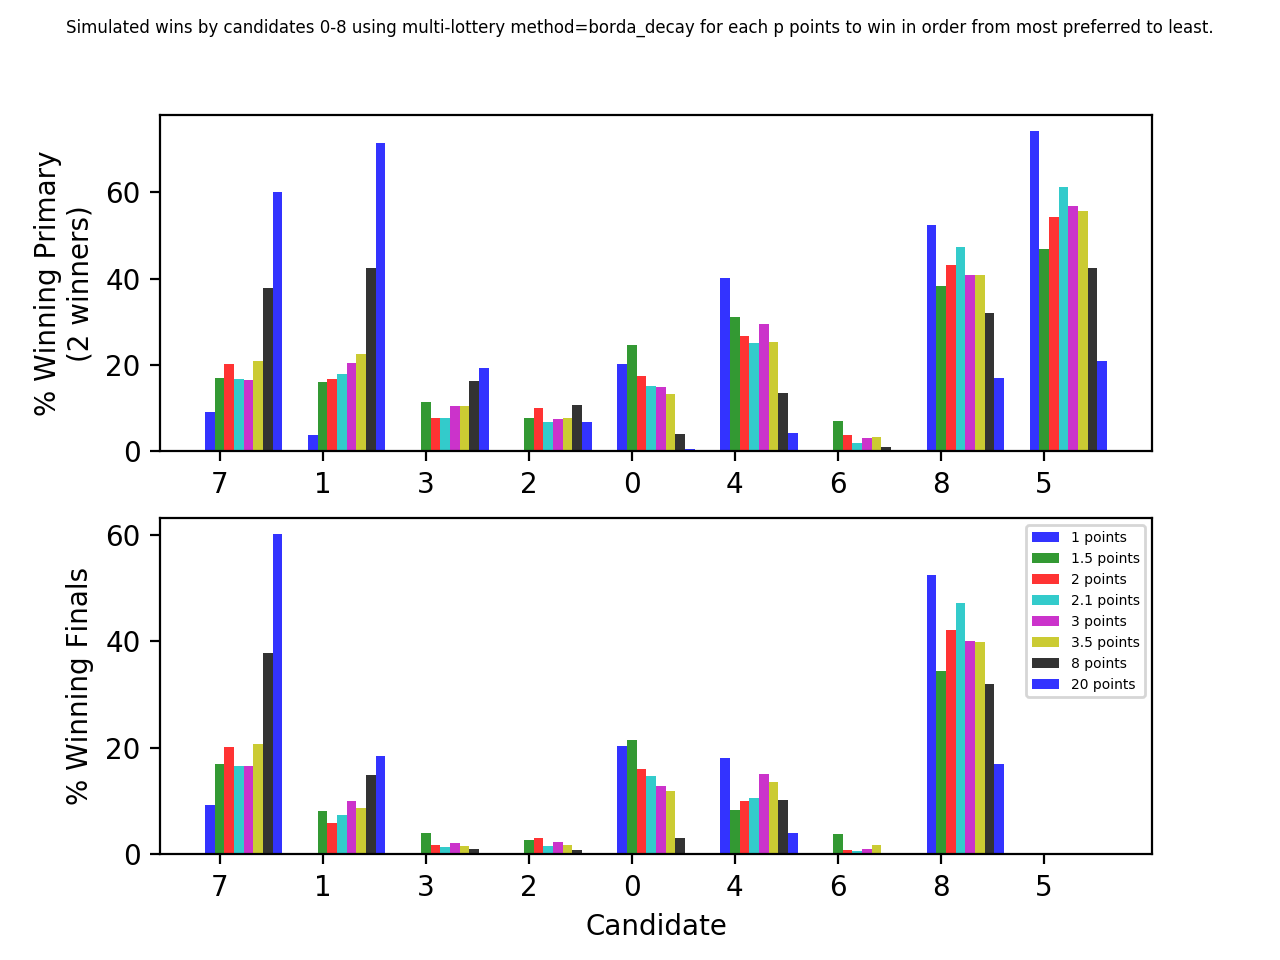 Simulated wins by candidates 0-8 using multi-lottery method=borda_decay for each p points to win in order from most preferred to least.
% Winning Primary
(2 winners)
60
40
20
0
7 1 3 2 0 4 6 8 5
% Winning Finals
60
40
20
0
1 points
1.5 points
2 points
2.1 points
3 points
3.5 points
8 points
20 points
7 1 3 2 0 4 6 8 5
Candidate